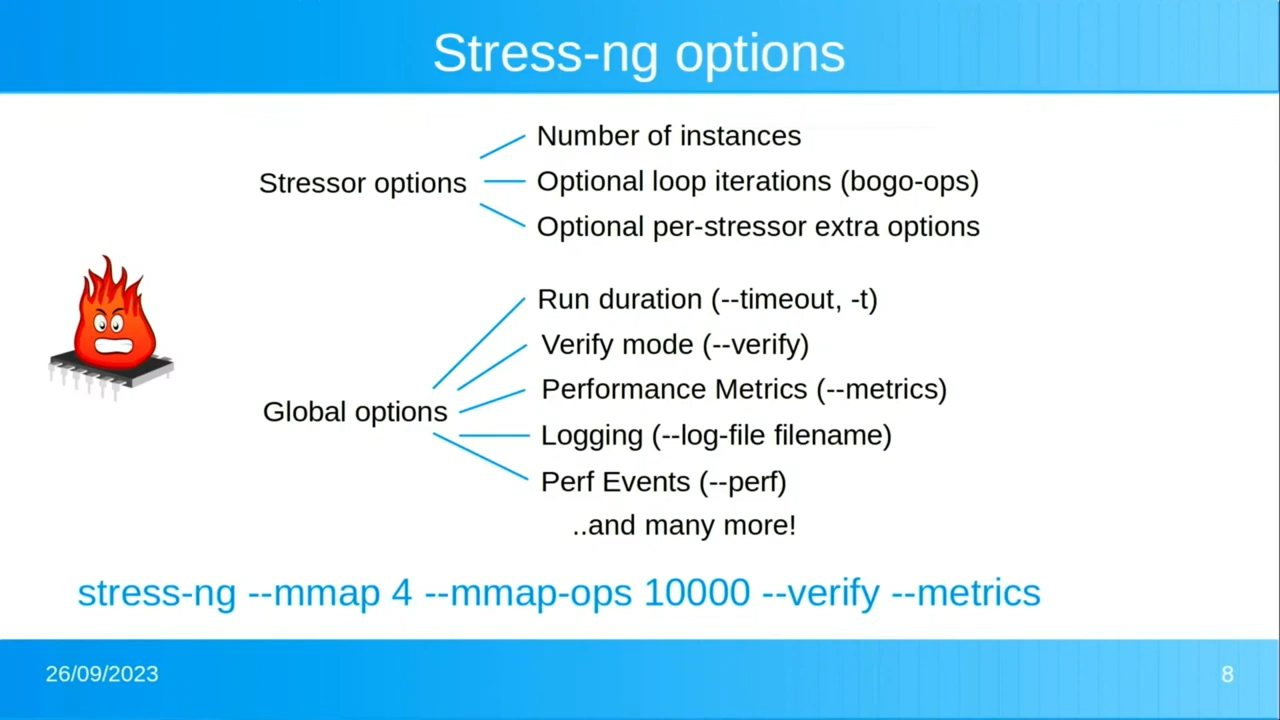 Stress-ng options
Number of instances
Stressor options
Optional loop iterations (bogo-ops)
Optional per-stressor extra options
Run duration (--timeout, -t)
Verify mode (--verify)
Performance Metrics (--metrics)
Global options
Logging (--log-file filename)
Perf Events (--perf)
..and many more!
stress-ng --mmap 4 --mmap-ops 10000 --verify --metrics
26/09/2023
8